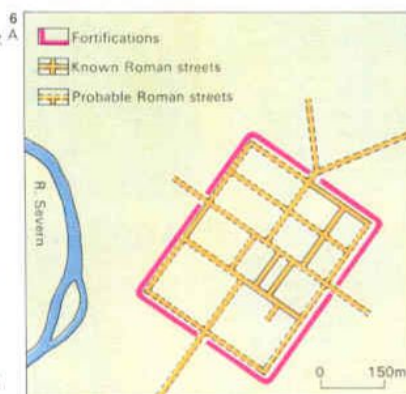 6
A
Fortifications
Known Roman streets
Probable Roman streets
R. Severn
0 150m